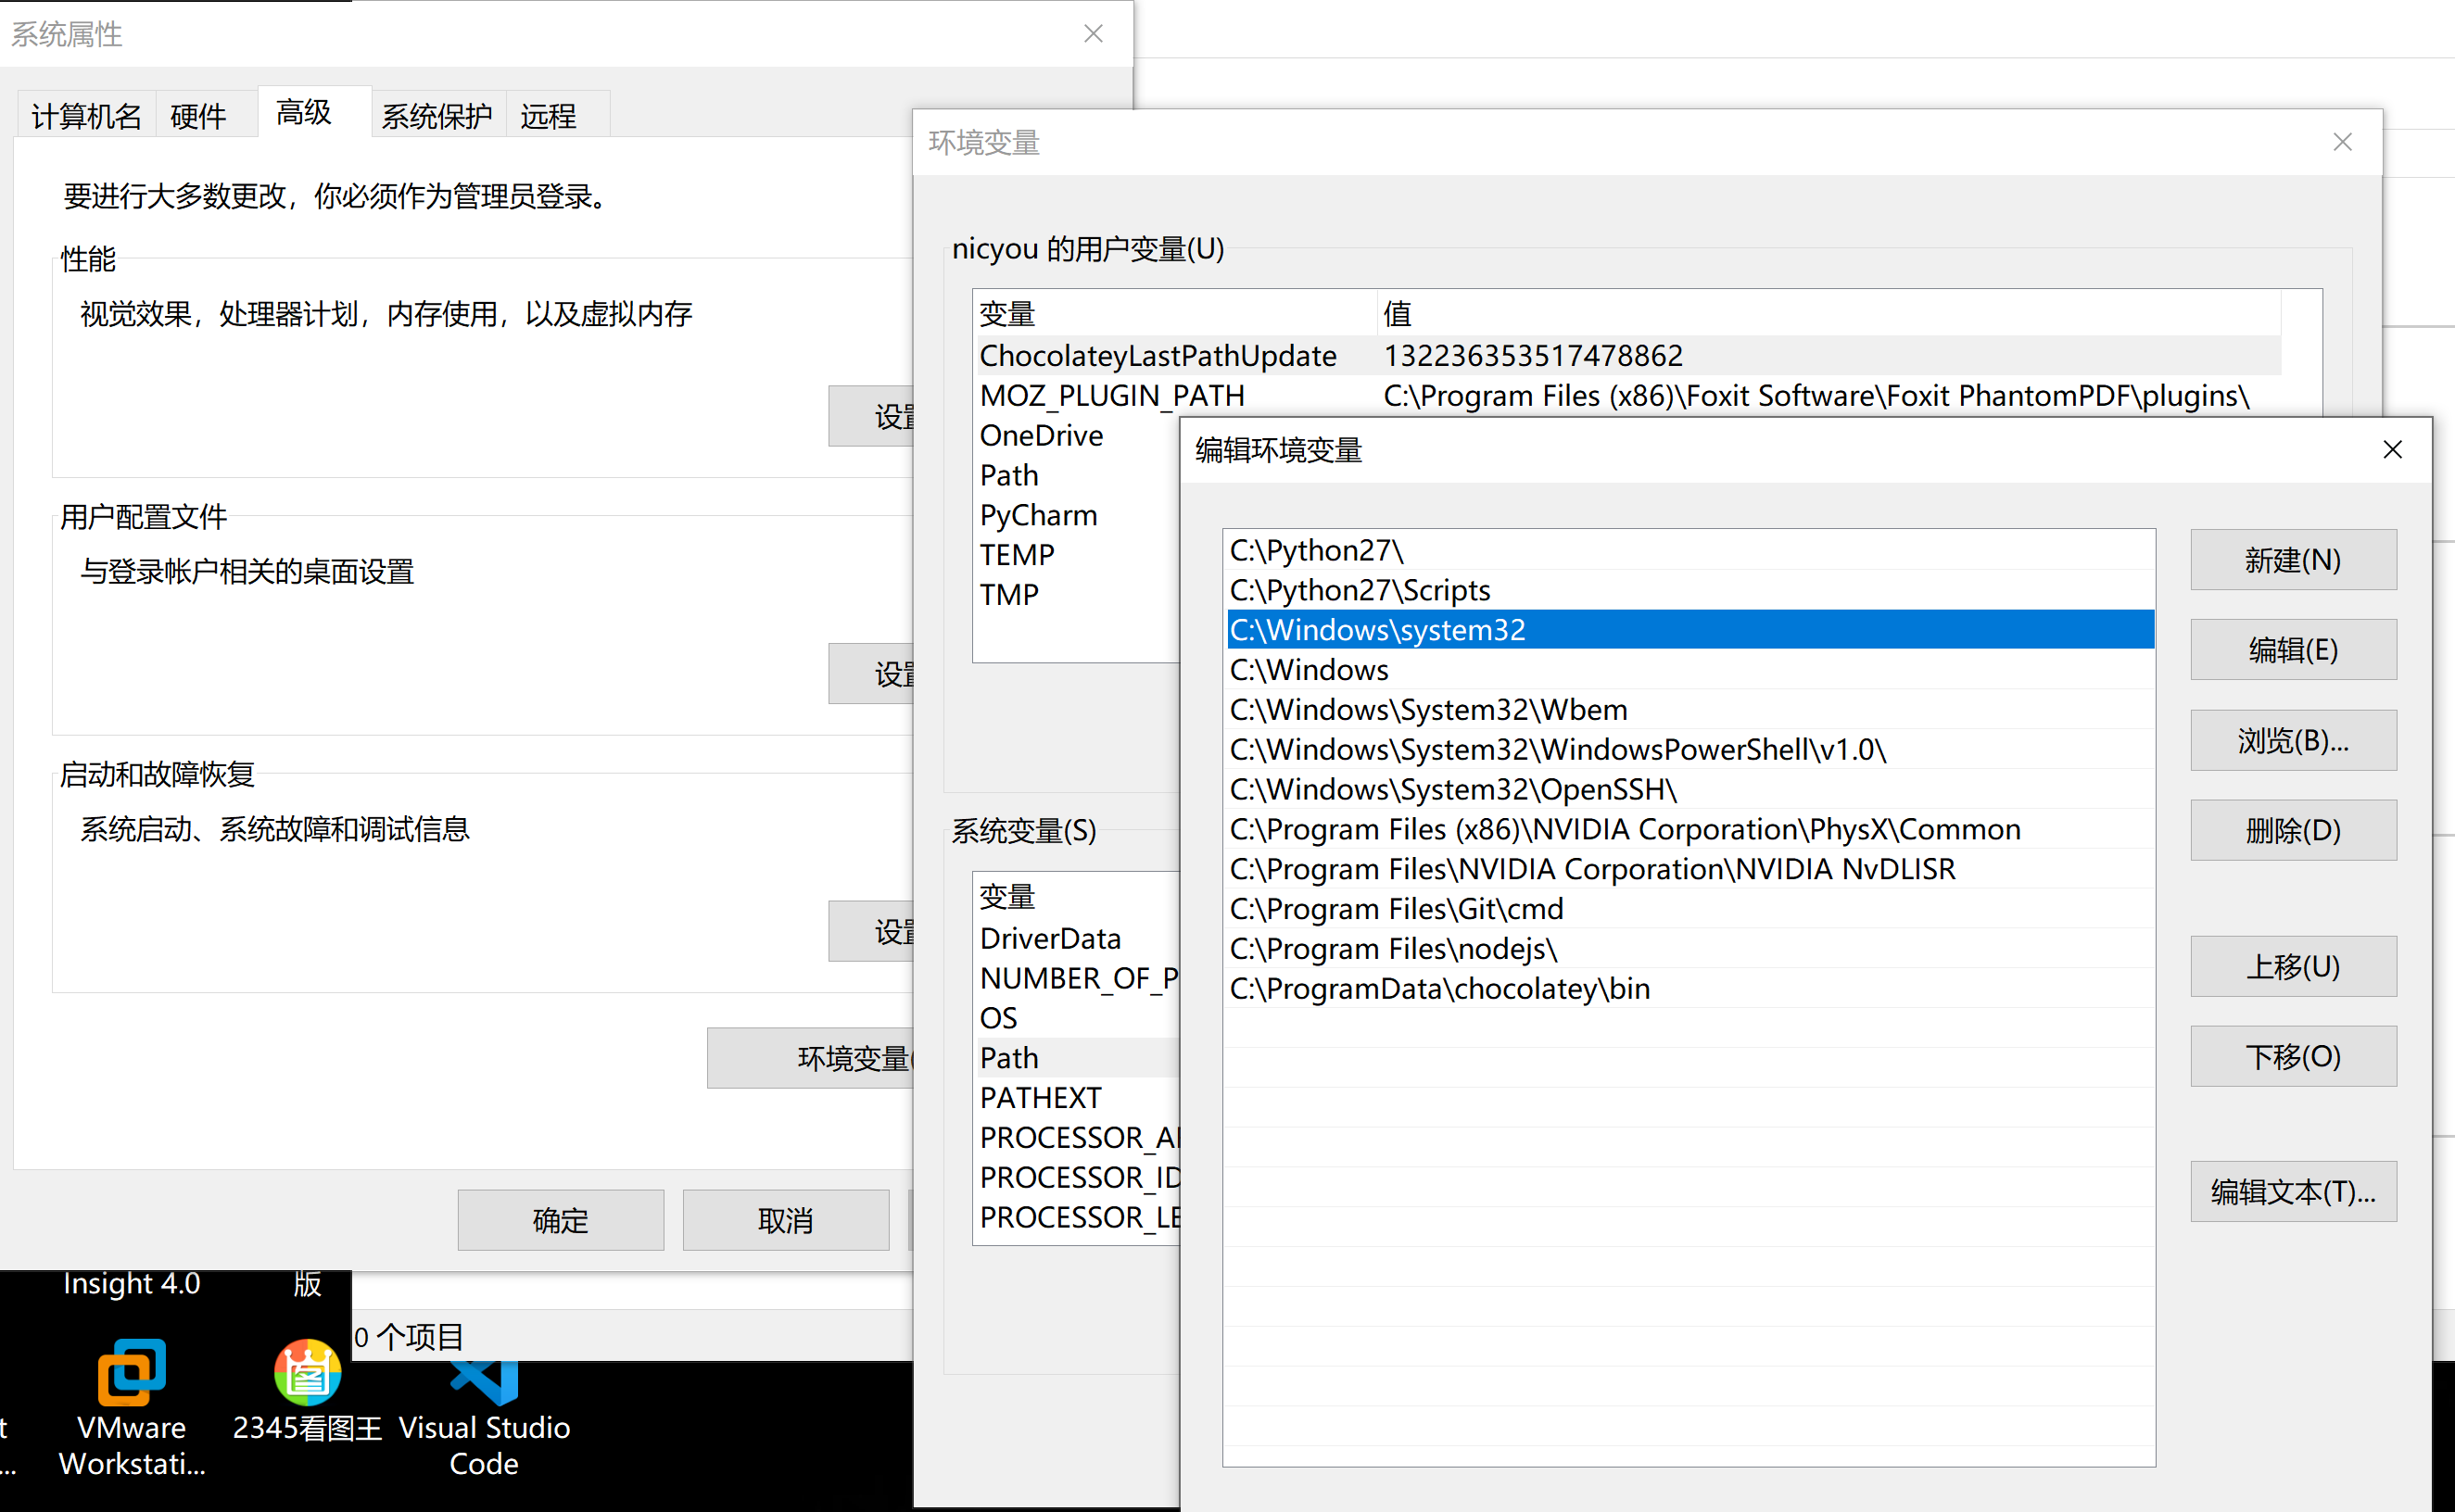 系统属性
计算机名
硬件
高级
系统保护
远程
要进行大多数更改，你必须作为管理员登录。
性能
视觉效果，处理器计划，内存使用，以及虚拟内存
设置
用户配置文件
与登录帐户相关的桌面设置
设置
启动和故障恢复
系统启动、系统故障和调试信息
设置
环境变量(
确定
取消
环境变量
nicyou 的用户变量(U)
变量 值
ChocolateyLastPathUpdate 132236353517478862
MOZ_PLUGIN_PATH C:\Program Files (x86)\Foxit Software\Foxit PhantomPDF\plugins\
OneDrive
Path
PyCharm
TEMP
TMP
系统变量(S)
变量
DriverData
NUMBER_OF_P
OS
Path
PATHEXT
PROCESSOR_AI
PROCESSOR_ID
PROCESSOR_LE
编辑环境变量
C:\Python27\
C:\Python27\Scripts
C:\Windows\system32
C:\Windows
C:\Windows\System32\Wbem
C:\Windows\System32\WindowsPowerShell\v1.0\
C:\Windows\System32\OpenSSH\
C:\Program Files (x86)\NVIDIA Corporation\PhysX\Common
C:\Program Files\NVIDIA Corporation\NVIDIA NvDLISR
C:\Program Files\Git\cmd
C:\Program Files\nodejs\
C:\ProgramData\chocolatey\bin
新建(N)
编辑(E)
浏览(B)...
删除(D)
上移(U)
下移(O)
编辑文本(T)...
Insight 4.0
版
0 个项目
t
...
VMware
Workstati...
2345看图王
Visual Studio
Code